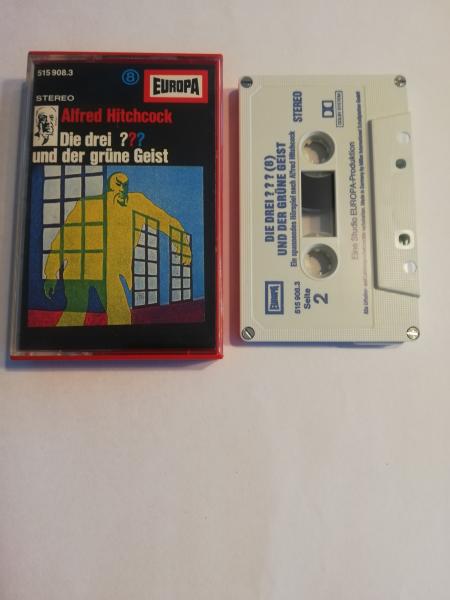 515 908.3
8
EUROPA
STEREO
Alfred Hitchcock
Die drei ???
und der grüne Geist
DIE DREI ? ? ? (8)
UND DER GRÜNE GEIST
Ein spannendes Hörspiel nach Alfred Hitchcock
STEREO
DOLBY SYSTEM
EUROPA
515 908.3
Seite
2
Eine Studio EUROPA-Produktion